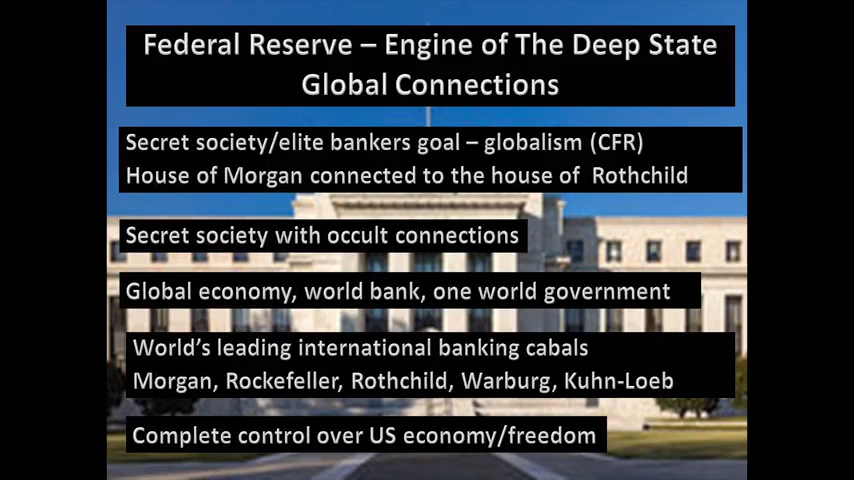 Federal Reserve – Engine of The Deep State
Global Connections
Secret society/elite bankers goal – globalism (CFR)
House of Morgan connected to the house of Rothchild
Secret society with occult connections
Global economy, world bank, one world government
World's leading international banking cabals
Morgan, Rockefeller, Rothchild, Warburg, Kuhn-Loeb
Complete control over US economy/freedom